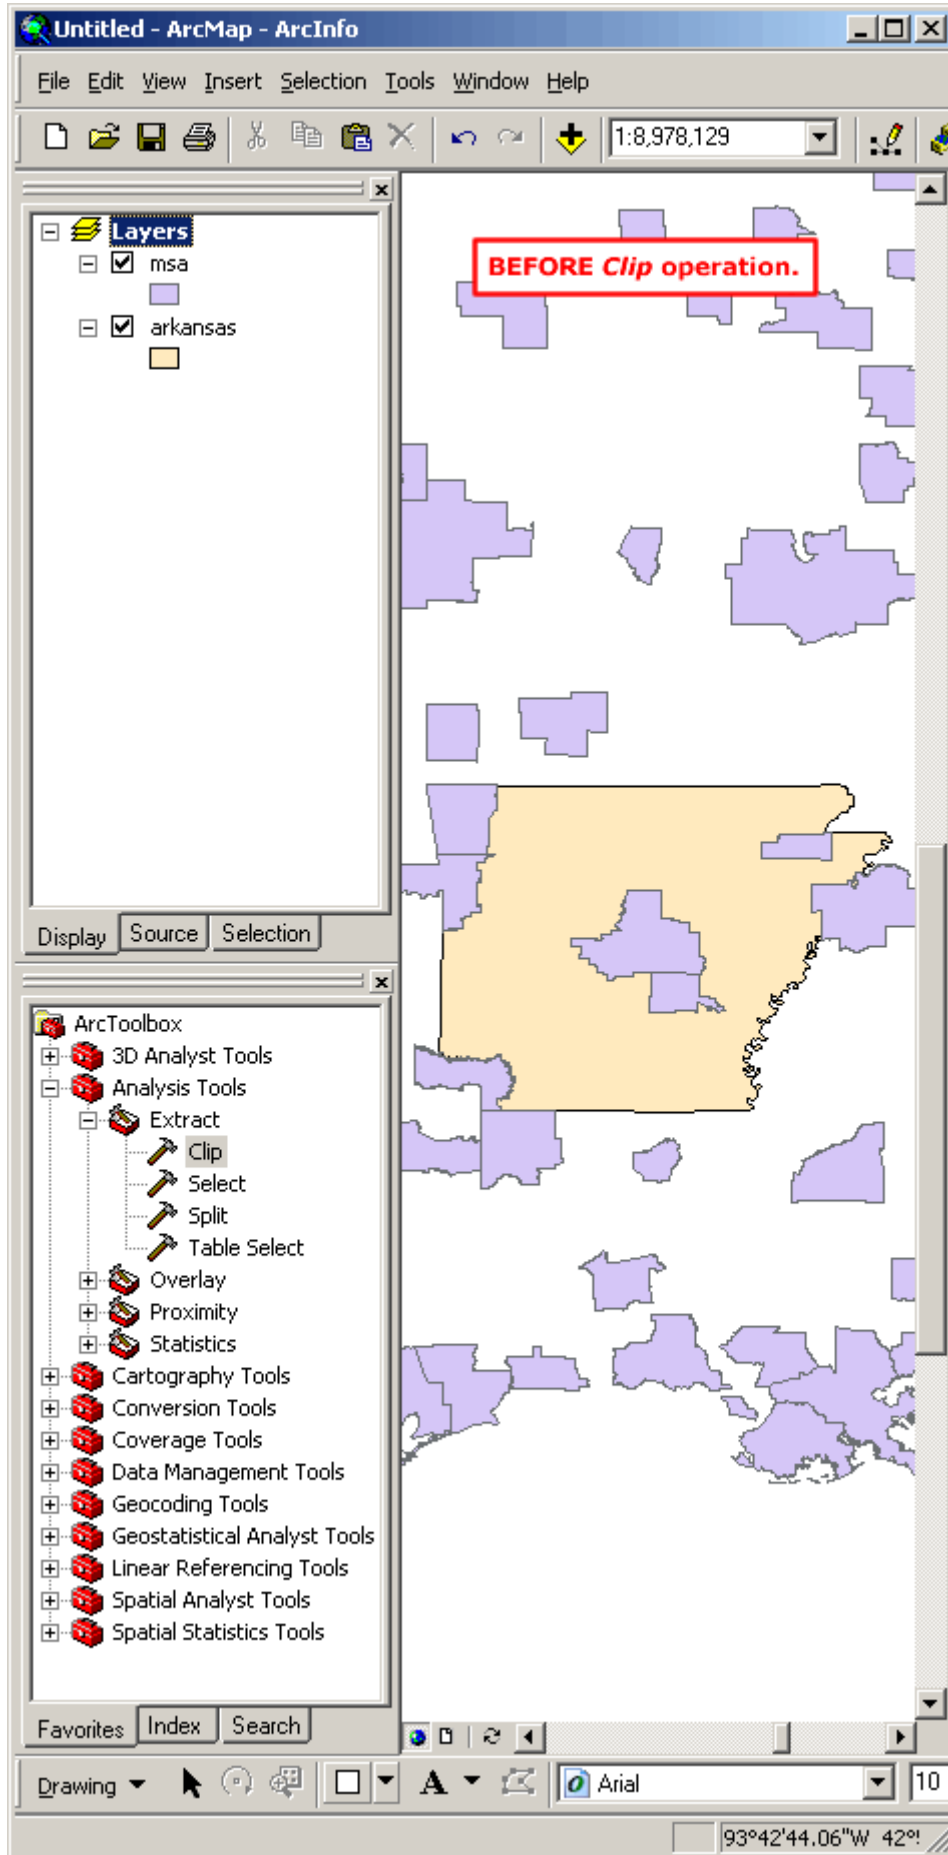 Untitled - ArcMap - ArcInfo
File Edit View Insert Selection Tools Window Help
1:8,978,129
Layers
msa
arkansas
BEFORE Clip operation.
Display Source Selection
ArcToolbox
3D Analyst Tools
Analysis Tools
Extract
Clip
Select
Split
Table Select
Overlay
Proximity
Statistics
Cartography Tools
Conversion Tools
Coverage Tools
Data Management Tools
Geocoding Tools
Geostatistical Analyst Tools
Linear Referencing Tools
Spatial Analyst Tools
Spatial Statistics Tools
Favorites Index Search
Drawing A Arial 10
93°42'44.06"W 42°